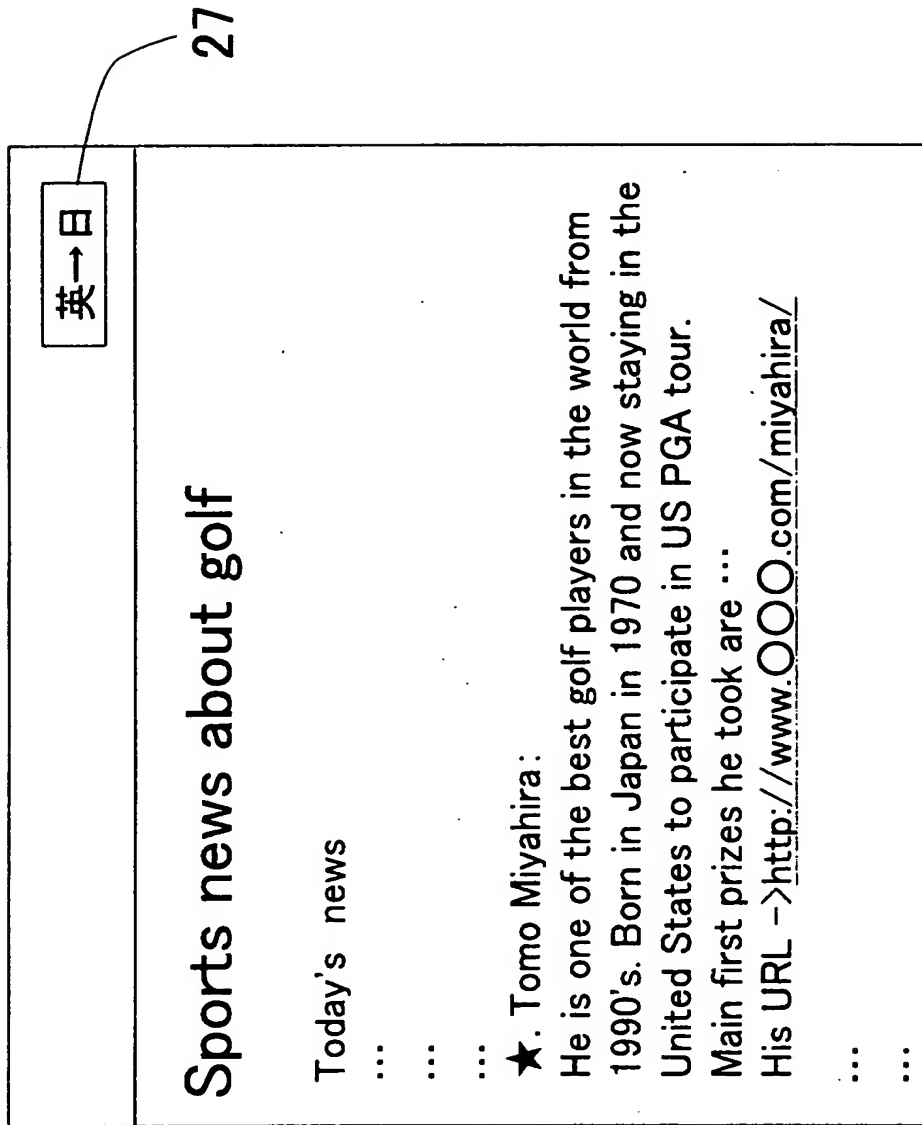 27
英→日
Sports news about golf
Today's news
...
...
...
★. Tomo Miyahira:
He is one of the best golf players in the world from
1990's. Born in Japan in 1970 and now staying in the
United States to participate in US PGA tour.
Main first prizes he took are ...
His URL ->http://www.○○○.com/miyahira/
...
...